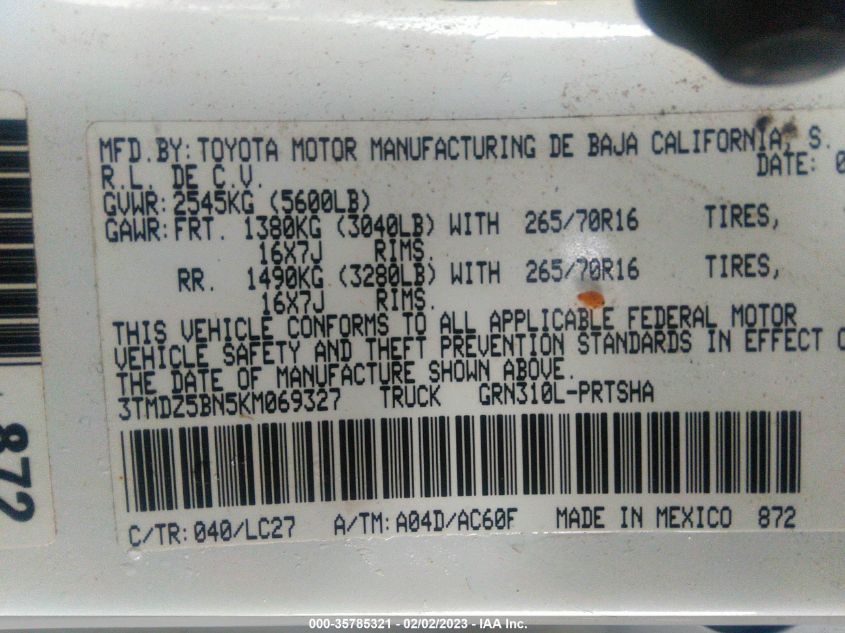 MFD.BY: TOYOTA MOTOR MANUFACTURING DE BAJA CALIFORNIA, S.
R.L. DE C.V. DATE: 0
GVWR: 2545KG (5600LB)
GAWR: FRT. 1380KG (3040LB) WITH 265/70R16 TIRES,
16X7J RIMS.
RR. 1490KG (3280LB) WITH 265/70R16 TIRES,
16X7J RIMS.
THIS VEHICLE CONFORMS TO ALL APPLICABLE FEDERAL MOTOR
VEHICLE SAFETY AND THEFT PREVENTION STANDARDS IN EFFECT O
THE DATE OF MANUFACTURE SHOWN ABOVE.
3TMDZ5BN5KM069327 TRUCK GRN310L-PRTSHA
C/TR: 040/LC27 A/TM: A04D/AC60F MADE IN MEXICO 872
872
000-35785321 - 02/02/2023 - IAA Inc.